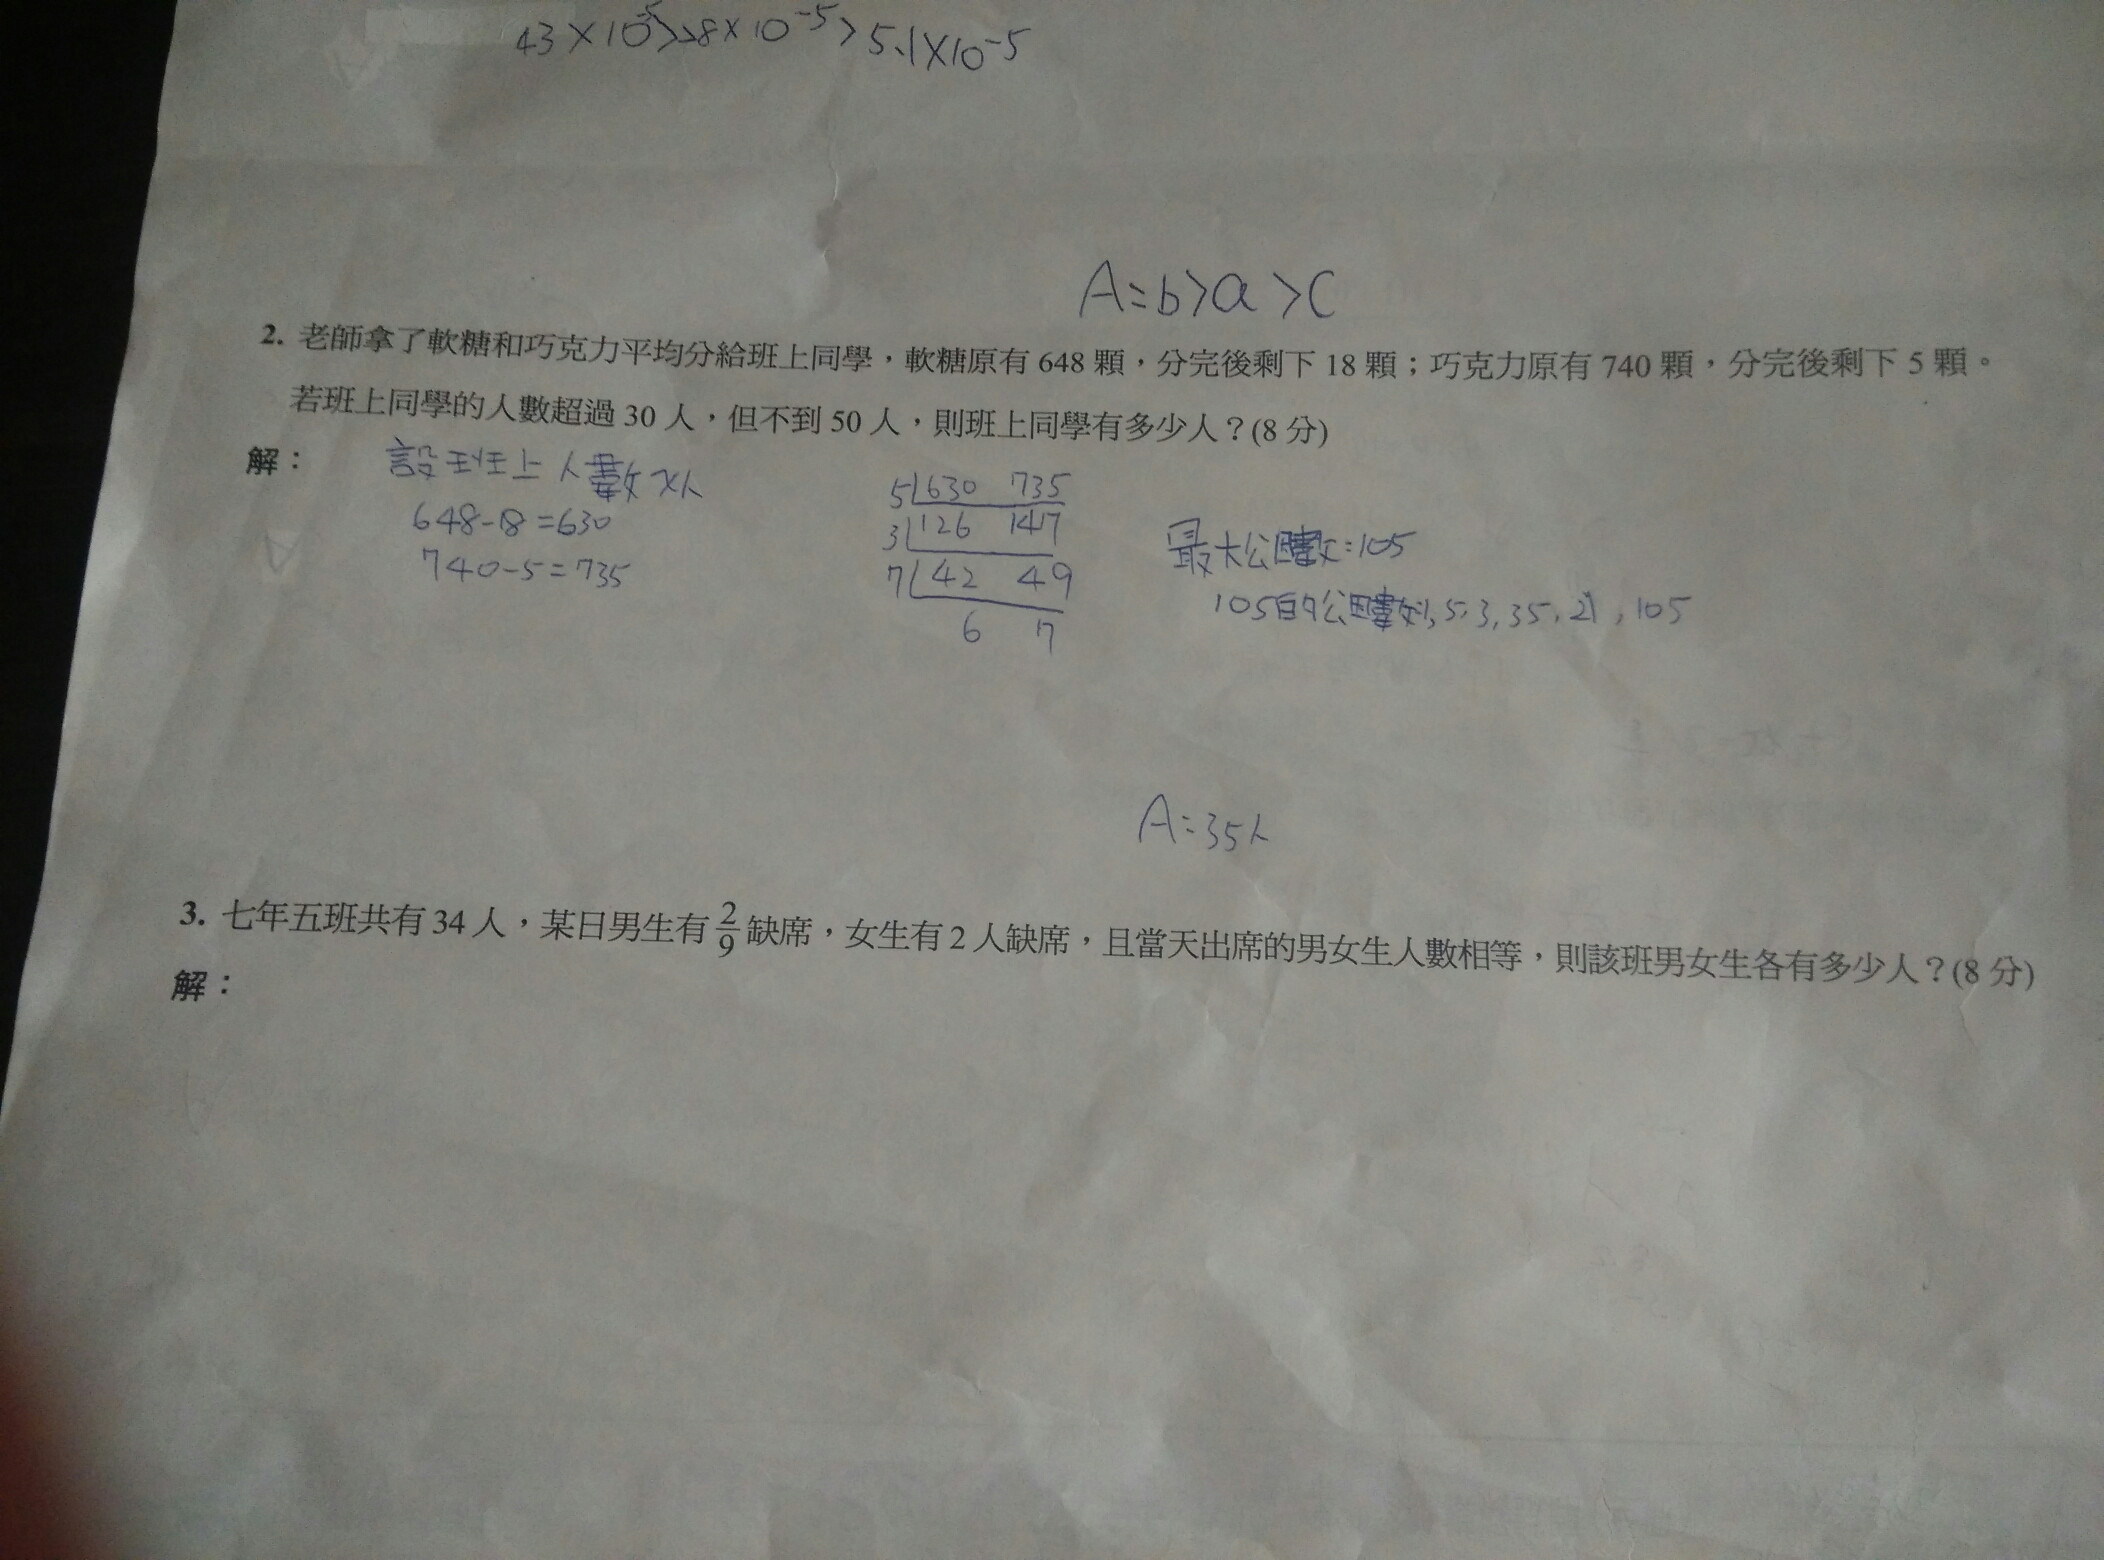 43×10⁻⁵>28×10⁻⁵>5.1×10⁻⁵
A=b>a>c
2. 老師拿了軟糖和巧克力平均分給班上同學，軟糖原有 648 顆，分完後剩下 18 顆；巧克力原有 740 顆，分完後剩下 5 顆。
若班上同學的人數超過 30 人，但不到 50 人，則班上同學有多少人？(8 分)
解：
設班上人數x人
648-18=630
740-5=735
5 630 735
3 126 147
7 42 49
6 7
最大公因數=105
105的公因數1,5,3,35,21,105
A=35人
3. 七年五班共有 34 人，某日男生有 2/9 缺席，女生有 2 人缺席，且當天出席的男女生人數相等，則該班男女生各有多少人？(8 分)
解：